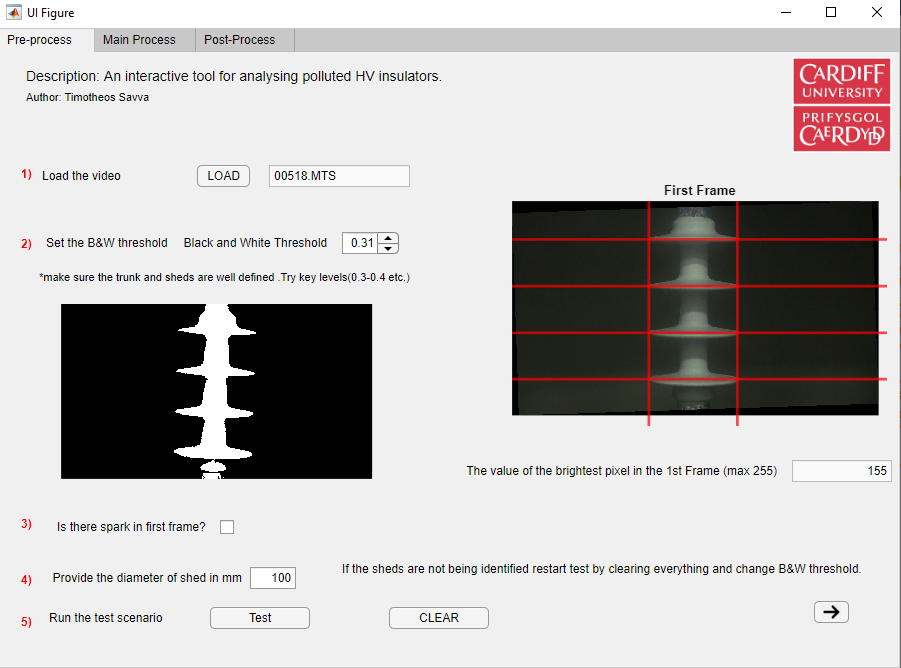 UI Figure
Pre-process Main Process Post-Process
Description: An interactive tool for analysing polluted HV insulators.
Author: Timotheos Savva
CARDIFF
UNIVERSITY
PRIFYSGOL
CAERDYDD
1) Load the video LOAD 00518.MTS
First Frame
2) Set the B&W threshold Black and White Threshold 0.31
*make sure the trunk and sheds are well defined .Try key levels(0.3-0.4 etc.)
The value of the brightest pixel in the 1st Frame (max 255) 155
3) Is there spark in first frame?
If the sheds are not being identified restart test by clearing everything and change B&W threshold.
4) Provide the diameter of shed in mm 100
5) Run the test scenario Test CLEAR